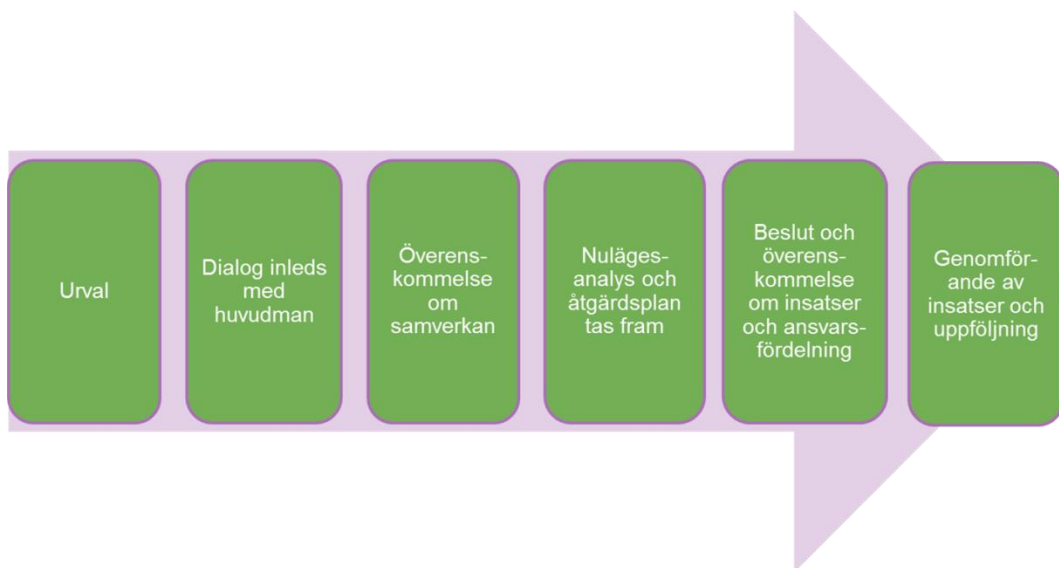 Urval
Dialog inleds
med
huvudman
Överens-
kommelse
om
samverkan
Nuläges-
analys och
åtgärdsplan
tas fram
Beslut och
överens-
kommelse
om insatser
och ansvars-
fördelning
Genomför-
ande av
insatser och
uppföljning